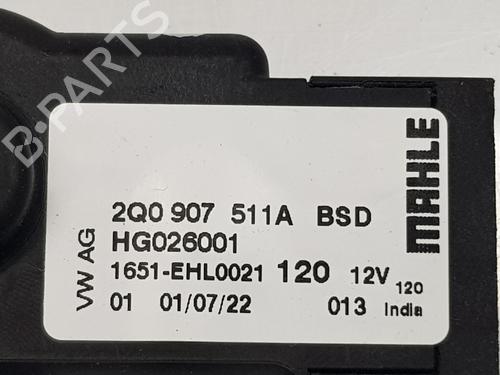 2Q0 907 511A BSD
HG026001
1651-EHL0021 120 12V 120
01 01/07/22 013 India
VW AG
MAHLE
B-PARTS